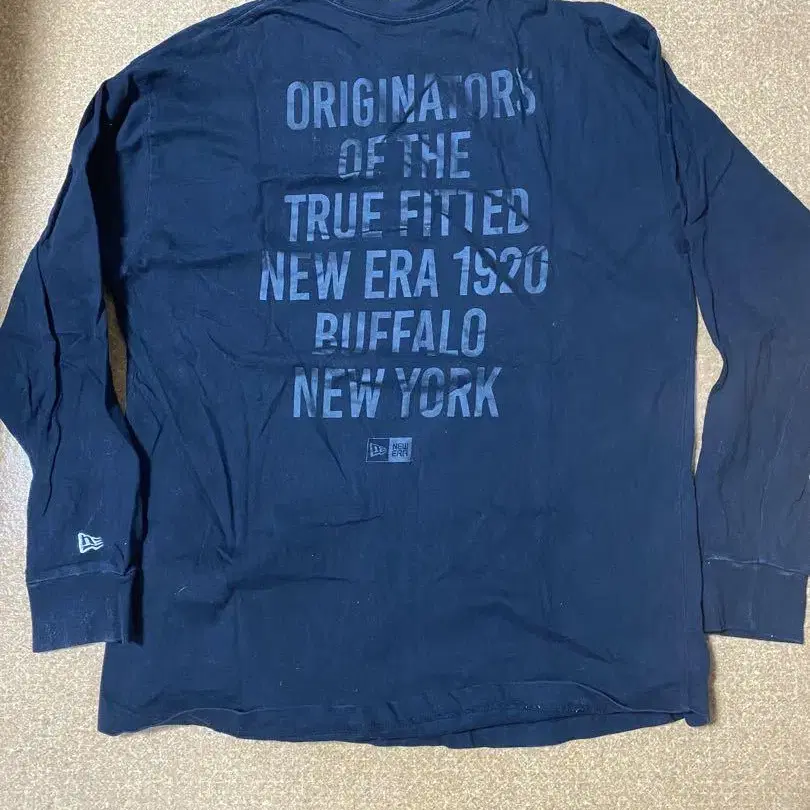 ORIGINATORS
OF THE
TRUE FITTED
NEW ERA 1920
BUFFALO
NEW YORK
NEW
ERA